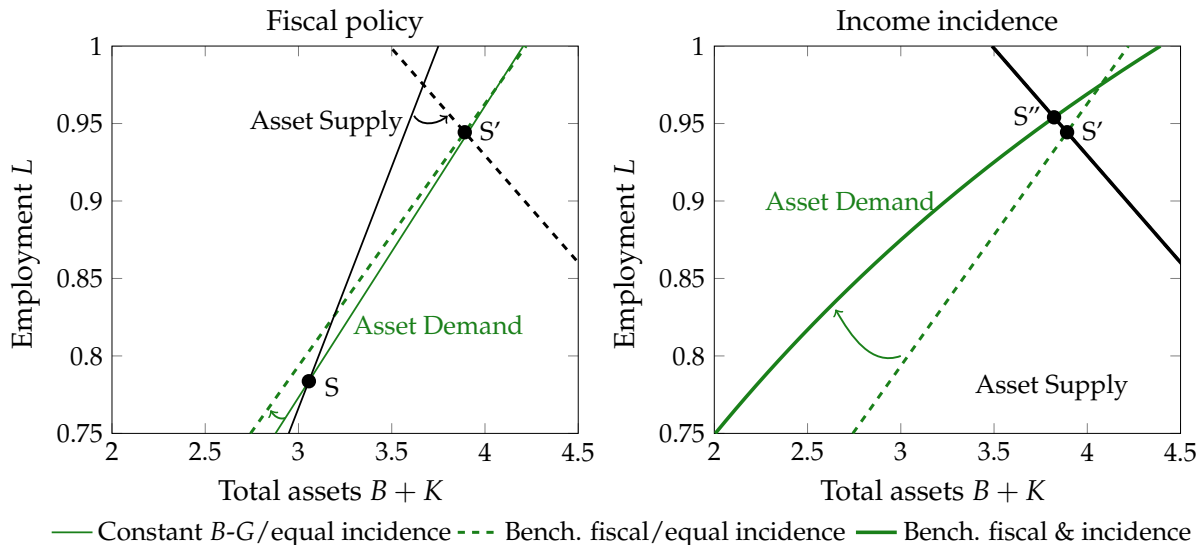 Fiscal policy
1
0.95
0.9
0.85
0.8
0.75
2
2.5
3
3.5
4
4.5
Employment L
Total assets B + K
Asset Supply
S′
Asset Demand
S
Income incidence
1
0.95
0.9
0.85
0.8
0.75
2
2.5
3
3.5
4
4.5
Employment L
Total assets B + K
S″
S′
Asset Demand
Asset Supply
Constant B-G/equal incidence Bench. fiscal/equal incidence Bench. fiscal & incidence